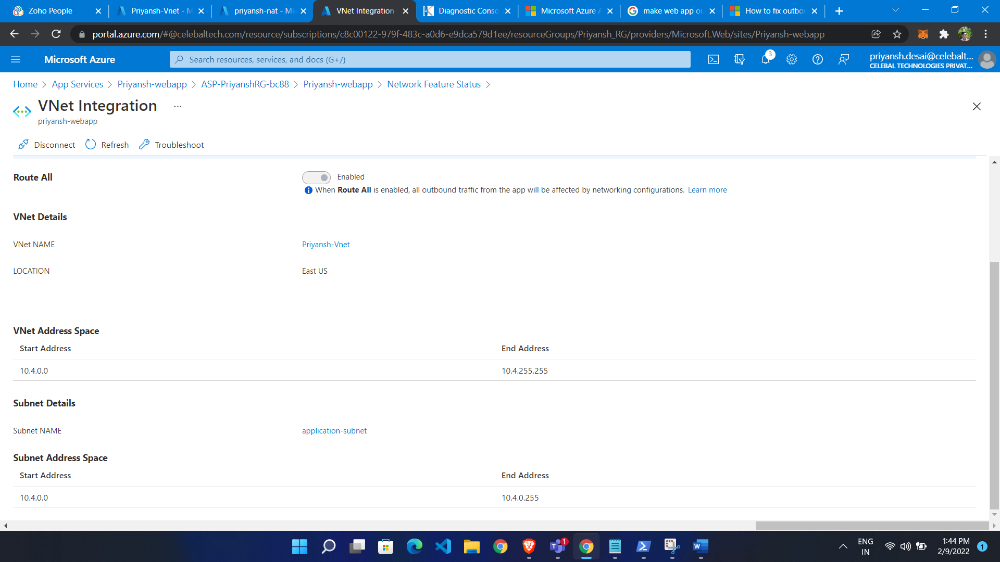 Zoho People
Priyansh-Vnet - M
priyansh-nat - Mi
VNet Integration
Diagnostic Conso
Microsoft Azure A
make web app ou
How to fix outbou
portal.azure.com/#@celebaltech.com/resource/subscriptions/c8c00122-979f-483c-a0d6-e9dca579d1ee/resourceGroups/Priyansh_RG/providers/Microsoft.Web/sites/Priyansh-webapp
Microsoft Azure
Search resources, services, and docs (G+/)
3
priyansh.desai@celebalt...
CELEBAL TECHNOLOGIES PRIVAT...
Home > App Services > Priyansh-webapp > ASP-PriyanshRG-bc88 > Priyansh-webapp > Network Feature Status >
VNet Integration ...
priyansh-webapp
Disconnect Refresh Troubleshoot
Route All
Enabled
When Route All is enabled, all outbound traffic from the app will be affected by networking configurations. Learn more
VNet Details
VNet NAME Priyansh-Vnet
LOCATION East US
VNet Address Space
Start Address End Address
10.4.0.0 10.4.255.255
Subnet Details
Subnet NAME application-subnet
Subnet Address Space
Start Address End Address
10.4.0.0 10.4.0.255
1
ENG
IN
1:44 PM
2/9/2022
1